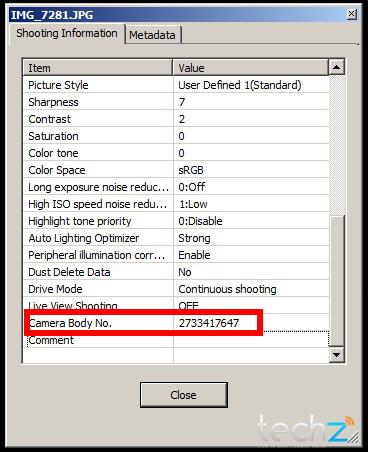 IMG_7281.JPG
Shooting Information Metadata
Item Value
Picture Style User Defined 1(Standard)
Sharpness 7
Contrast 2
Saturation 0
Color tone 0
Color Space sRGB
Long exposure noise reduc... 0:Off
High ISO speed noise redu... 1:Low
Highlight tone priority 0:Disable
Auto Lighting Optimizer Strong
Peripheral illumination corr... Enable
Dust Delete Data No
Drive Mode Continuous shooting
Live View Shooting OFF
Camera Body No. 2733417647
Comment
Close
techz